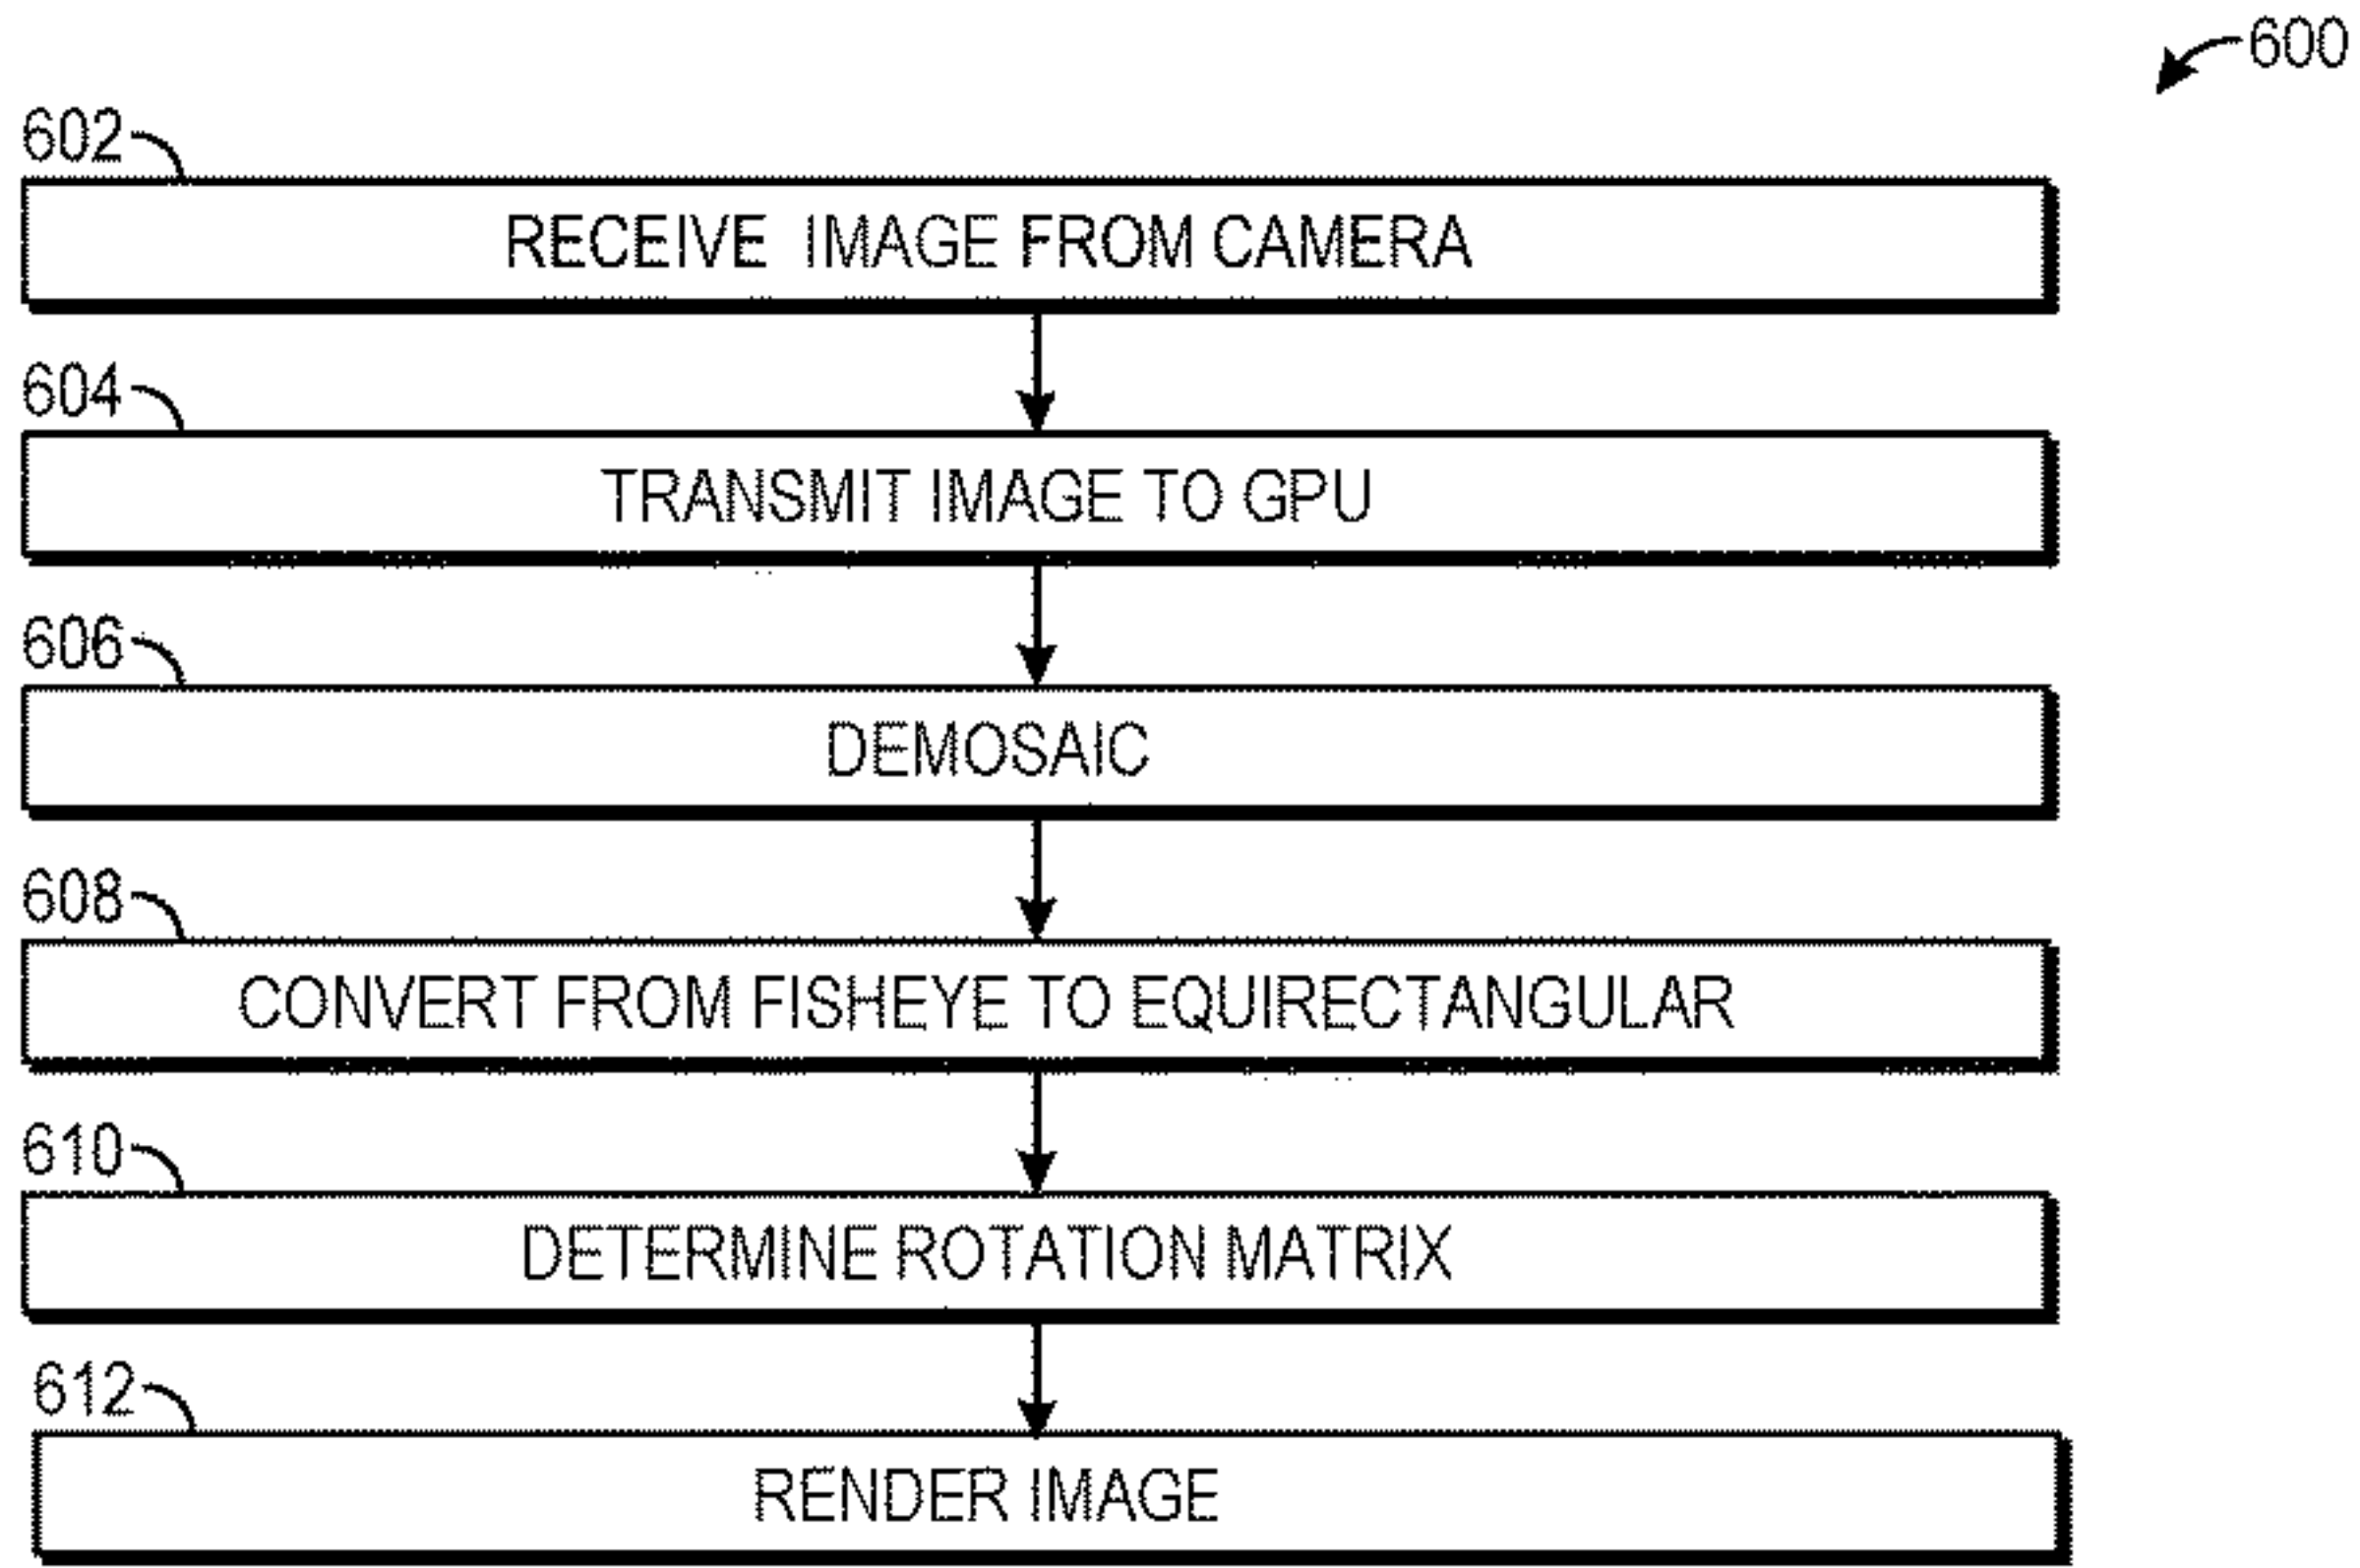 600
602
RECEIVE IMAGE FROM CAMERA
604
TRANSMIT IMAGE TO GPU
606
DEMOSAIC
608
CONVERT FROM FISHEYE TO EQUIRECTANGULAR
610
DETERMINE ROTATION MATRIX
612
RENDER IMAGE